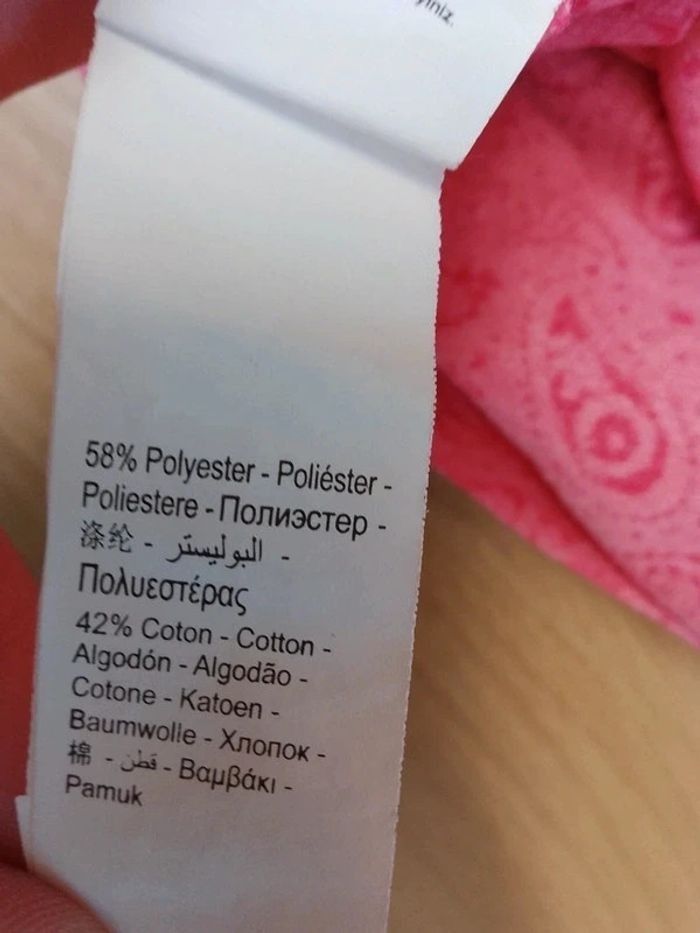 58% Polyester - Poliéster -
Poliestere - Полиэстер -
涤纶 - البوليستر -
Πολυεστέρας
42% Coton - Cotton -
Algodón - Algodão -
Cotone - Katoen -
Baumwolle - Хлопок -
棉 - قطن - Βαμβάκι -
Pamuk